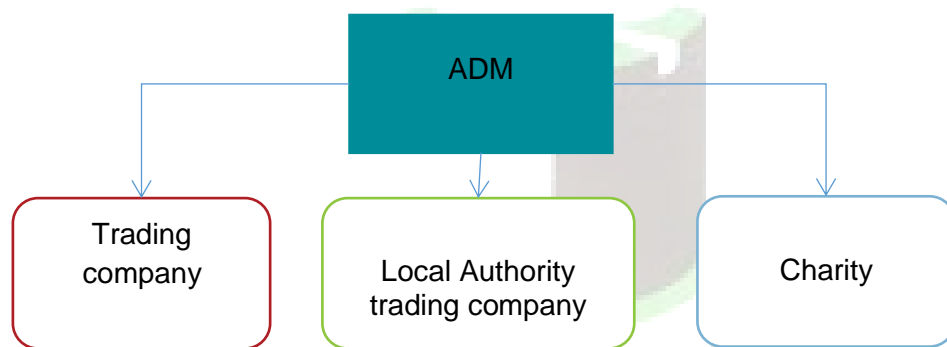 ADM
Trading
company
Local Authority
trading company
Charity